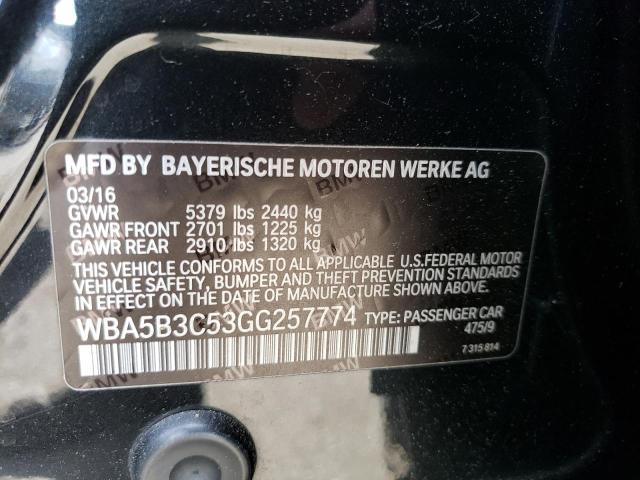 MFD BY BAYERISCHE MOTOREN WERKE AG
03/16
GVWR 5379 lbs 2440 kg
GAWR FRONT 2701 lbs 1225 kg
GAWR REAR 2910 lbs 1320 kg
THIS VEHICLE CONFORMS TO ALL APPLICABLE U.S.FEDERAL MOTOR
VEHICLE SAFETY, BUMPER AND THEFT PREVENTION STANDARDS
IN EFFECT ON THE DATE OF MANUFACTURE SHOWN ABOVE.
WBA5B3C53GG257774 TYPE: PASSENGER CAR
475/9
7 315 814